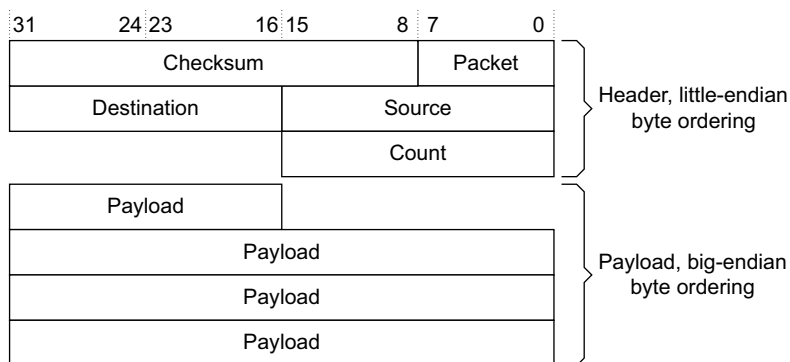 31 24 23 16 15 8 7 0
Checksum Packet
Destination Source
Count
Header, little-endian
byte ordering
Payload
Payload
Payload
Payload
Payload, big-endian
byte ordering